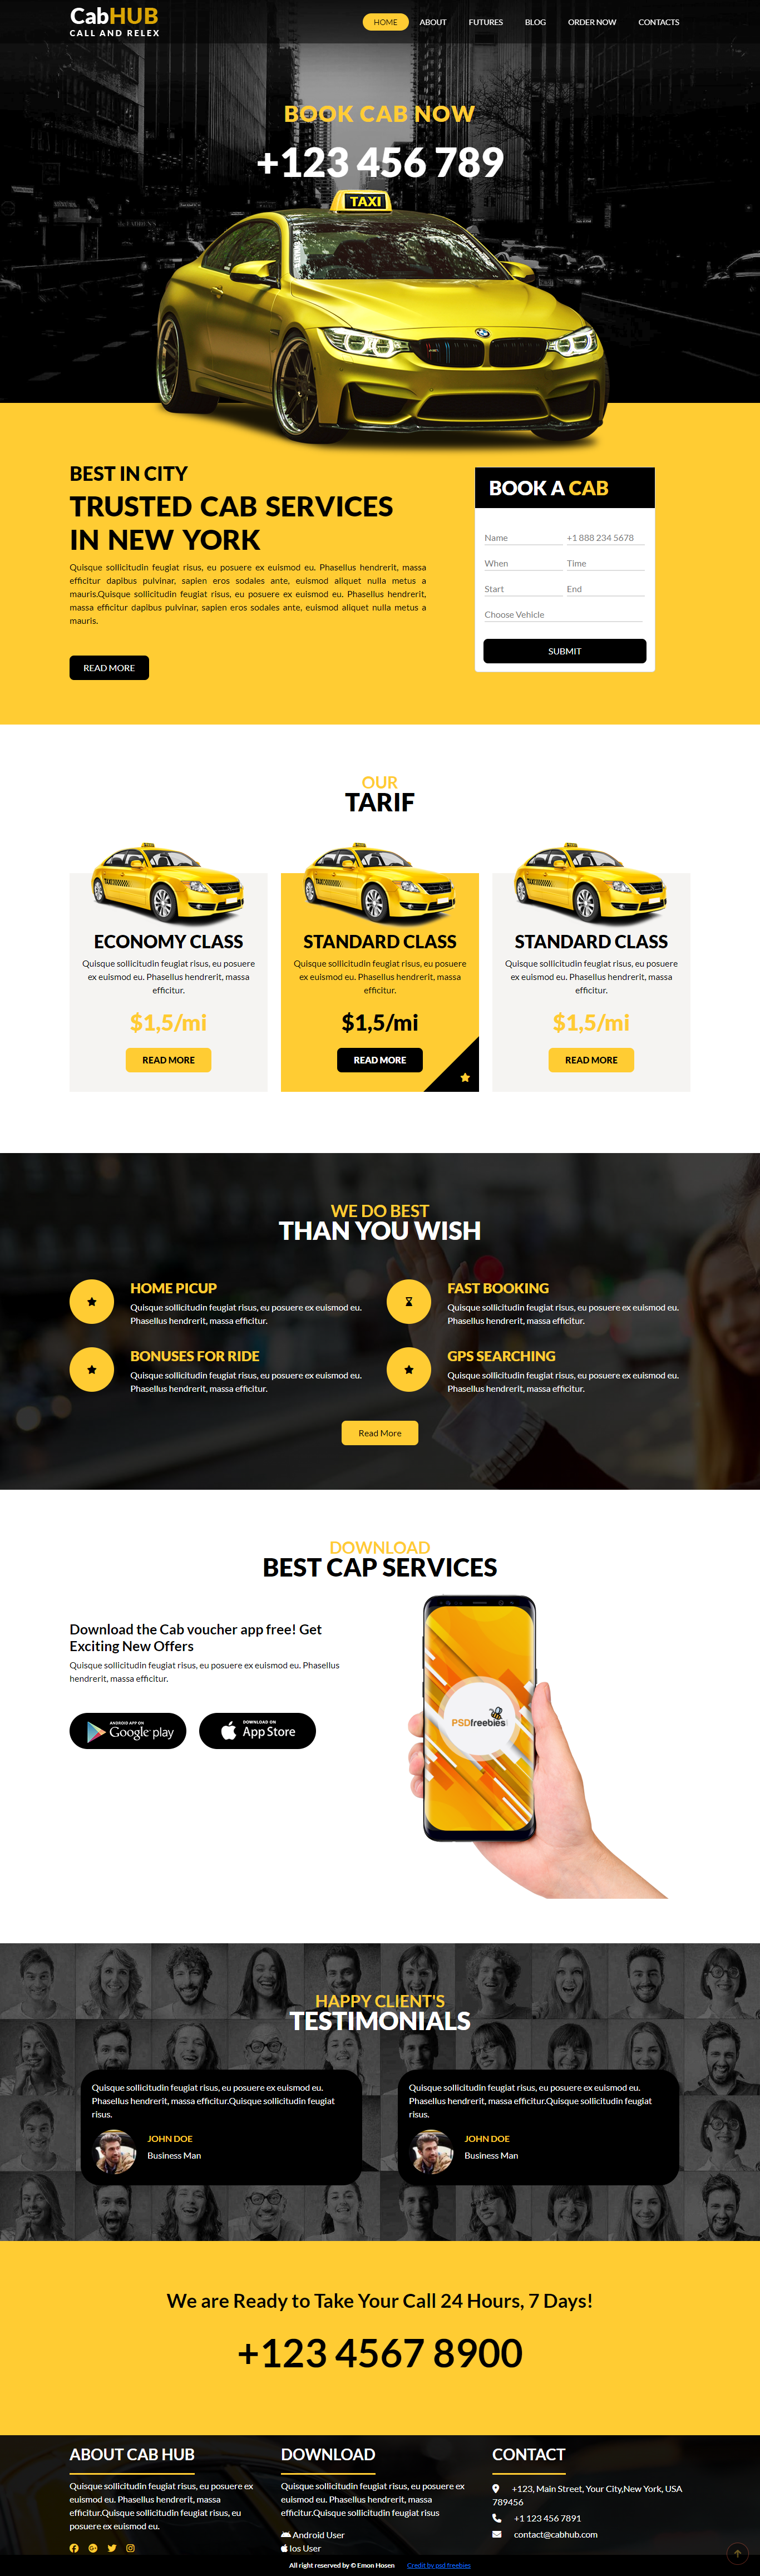 CabHUB
CALL AND RELEX
HOME ABOUT FUTURES BLOG ORDER NOW CONTACTS
BOOK CAB NOW
+123 456 789
TAXI
BEST IN CITY
TRUSTED CAB SERVICES
IN NEW YORK
Quisque sollicitudin feugiat risus, eu posuere ex euismod eu. Phasellus hendrerit, massa
efficitur dapibus pulvinar, sapien eros sodales ante, euismod aliquet nulla metus a
mauris.Quisque sollicitudin feugiat risus, eu posuere ex euismod eu. Phasellus hendrerit,
massa efficitur dapibus pulvinar, sapien eros sodales ante, euismod aliquet nulla metus a
mauris.
READ MORE
BOOK A CAB
Name +1 888 234 5678
When Time
Start End
Choose Vehicle
SUBMIT
OUR
TARIF
ECONOMY CLASS
Quisque sollicitudin feugiat risus, eu posuere
ex euismod eu. Phasellus hendrerit, massa
efficitur.
$1,5/mi
READ MORE
STANDARD CLASS
Quisque sollicitudin feugiat risus, eu posuere
ex euismod eu. Phasellus hendrerit, massa
efficitur.
$1,5/mi
READ MORE
STANDARD CLASS
Quisque sollicitudin feugiat risus, eu posuere
ex euismod eu. Phasellus hendrerit, massa
efficitur.
$1,5/mi
READ MORE
WE DO BEST
THAN YOU WISH
HOME PICUP
Quisque sollicitudin feugiat risus, eu posuere ex euismod eu.
Phasellus hendrerit, massa efficitur.
FAST BOOKING
Quisque sollicitudin feugiat risus, eu posuere ex euismod eu.
Phasellus hendrerit, massa efficitur.
BONUSES FOR RIDE
Quisque sollicitudin feugiat risus, eu posuere ex euismod eu.
Phasellus hendrerit, massa efficitur.
GPS SEARCHING
Quisque sollicitudin feugiat risus, eu posuere ex euismod eu.
Phasellus hendrerit, massa efficitur.
Read More
DOWNLOAD
BEST CAP SERVICES
Download the Cab voucher app free! Get
Exciting New Offers
Quisque sollicitudin feugiat risus, eu posuere ex euismod eu. Phasellus
hendrerit, massa efficitur.
ANDROID APP ON
Google play
DOWNLOAD ON
App Store
PSDfreebies
HAPPY CLIENT'S
TESTIMONIALS
Quisque sollicitudin feugiat risus, eu posuere ex euismod eu.
Phasellus hendrerit, massa efficitur.Quisque sollicitudin feugiat
risus.
JOHN DOE
Business Man
Quisque sollicitudin feugiat risus, eu posuere ex euismod eu.
Phasellus hendrerit, massa efficitur.Quisque sollicitudin feugiat
risus.
JOHN DOE
Business Man
We are Ready to Take Your Call 24 Hours, 7 Days!
+123 4567 8900
ABOUT CAB HUB
Quisque sollicitudin feugiat risus, eu posuere ex
euismod eu. Phasellus hendrerit, massa
efficitur.Quisque sollicitudin feugiat risus, eu
posuere ex euismod eu.
DOWNLOAD
Quisque sollicitudin feugiat risus, eu posuere ex
euismod eu. Phasellus hendrerit, massa
efficitur.Quisque sollicitudin feugiat risus
Android User
Ios User
CONTACT
+123, Main Street, Your City,New York, USA
789456
+1 123 456 7891
contact@cabhub.com
All right reserved by © Emon Hosen Credit by psd freebies